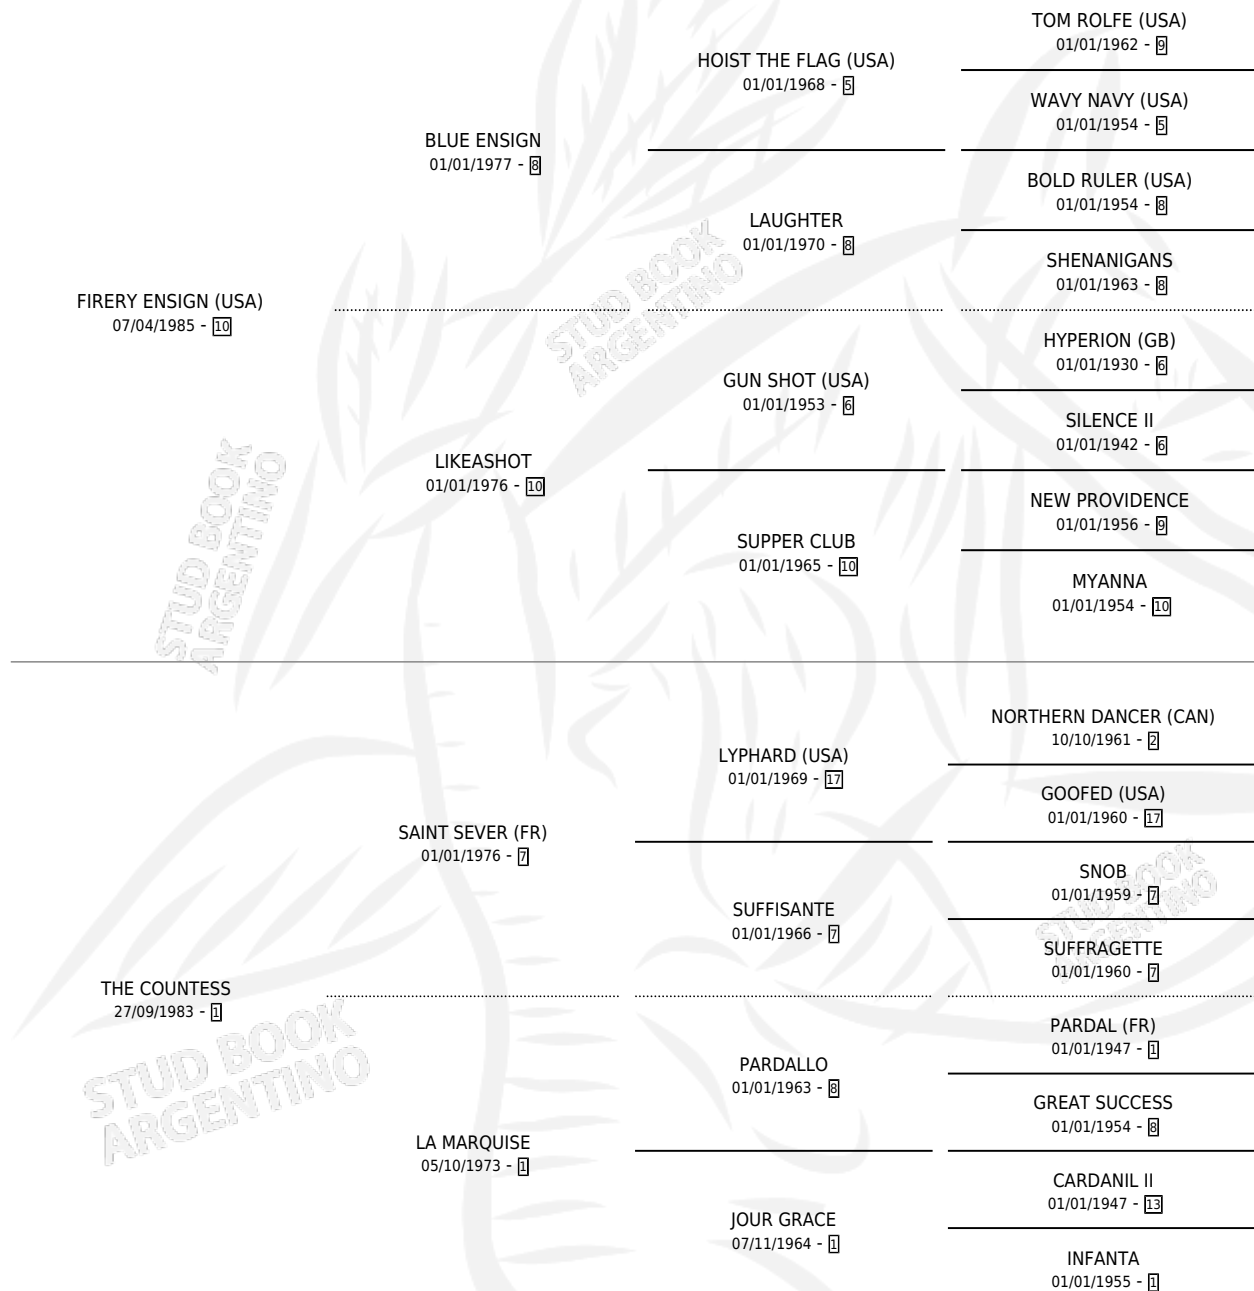 TOM ROLFE (USA)
01/01/1962 - 9
HOIST THE FLAG (USA)
01/01/1968 - 5
WAVY NAVY (USA)
01/01/1954 - 5
BLUE ENSIGN
01/01/1977 - 8
BOLD RULER (USA)
01/01/1954 - 8
LAUGHTER
01/01/1970 - 8
SHENANIGANS
01/01/1963 - 8
FIRERY ENSIGN (USA)
07/04/1985 - 10
HYPERION (GB)
01/01/1930 - 6
GUN SHOT (USA)
01/01/1953 - 6
SILENCE II
01/01/1942 - 6
LIKEASHOT
01/01/1976 - 10
NEW PROVIDENCE
01/01/1956 - 9
SUPPER CLUB
01/01/1965 - 10
MYANNA
01/01/1954 - 10
NORTHERN DANCER (CAN)
10/10/1961 - 2
LYPHARD (USA)
01/01/1969 - 17
GOOFED (USA)
01/01/1960 - 17
SAINT SEVER (FR)
01/01/1976 - 7
SNOB
01/01/1959 - 7
SUFFISANTE
01/01/1966 - 7
SUFFRAGETTE
01/01/1960 - 7
THE COUNTESS
27/09/1983 - 1
PARDAL (FR)
01/01/1947 - 1
PARDALLO
01/01/1963 - 8
GREAT SUCCESS
01/01/1954 - 8
LA MARQUISE
05/10/1973 - 1
CARDANIL II
01/01/1947 - 13
JOUR GRACE
07/11/1964 - 1
INFANTA
01/01/1955 - 1
STUD BOOK
ARGENTINO
STUD BOOK
ARGENTINO
STUD BOOK
ARGENTINO
STUD BOOK
ARGENTINO